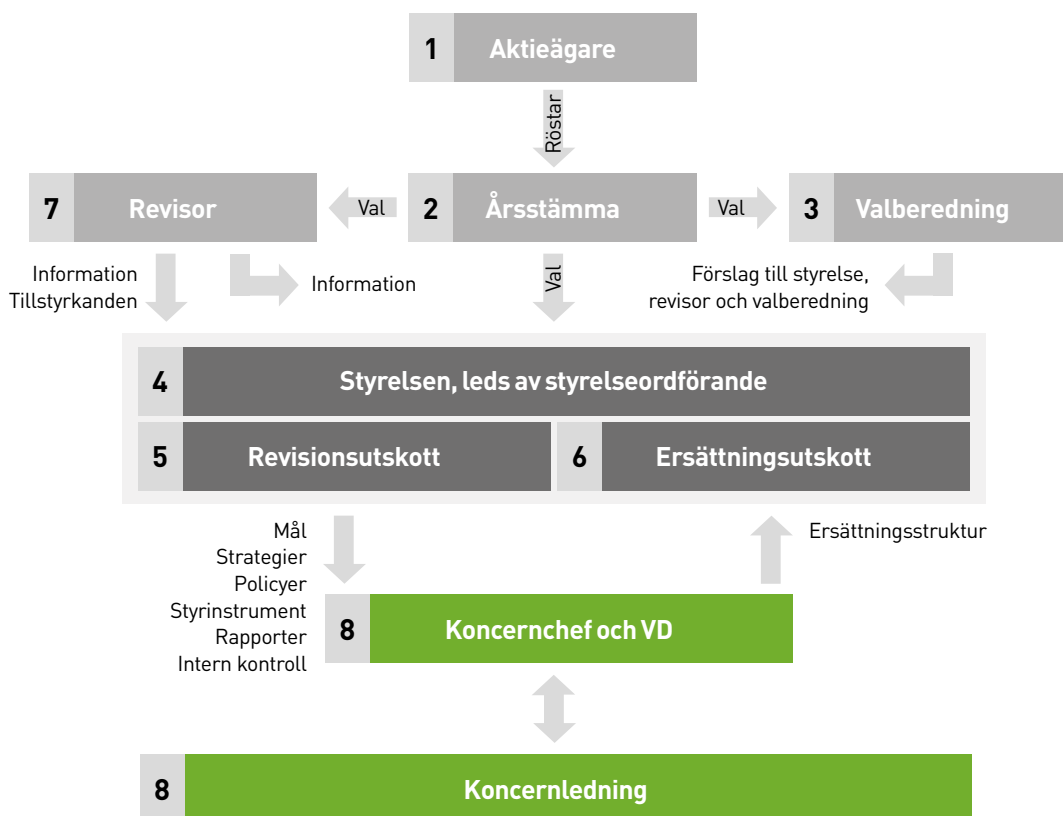 1 Aktieägare
Röstar
7 Revisor
Val
2 Årsstämma
Val
3 Valberedning
Information
Tillstyrkanden
Information
Val
Förslag till styrelse,
revisor och valberedning
4 Styrelsen, leds av styrelseordförande
5 Revisionsutskott
6 Ersättningsutskott
Mål
Strategier
Policyer
Styrinstrument
Rapporter
Intern kontroll
Ersättningsstruktur
8 Koncernchef och VD
8 Koncernledning